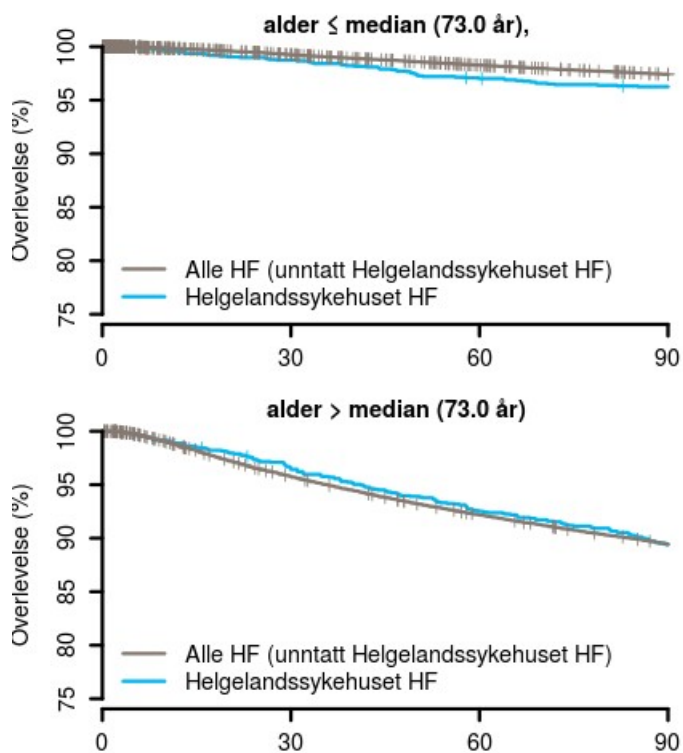 alder ≤ median (73.0 år),
Overlevelse (%)
100
95
90
85
80
75
Alle HF (unntatt Helgelandssykehuset HF)
Helgelandssykehuset HF
0 30 60 90
alder > median (73.0 år)
Overlevelse (%)
100
95
90
85
80
75
Alle HF (unntatt Helgelandssykehuset HF)
Helgelandssykehuset HF
0 30 60 90